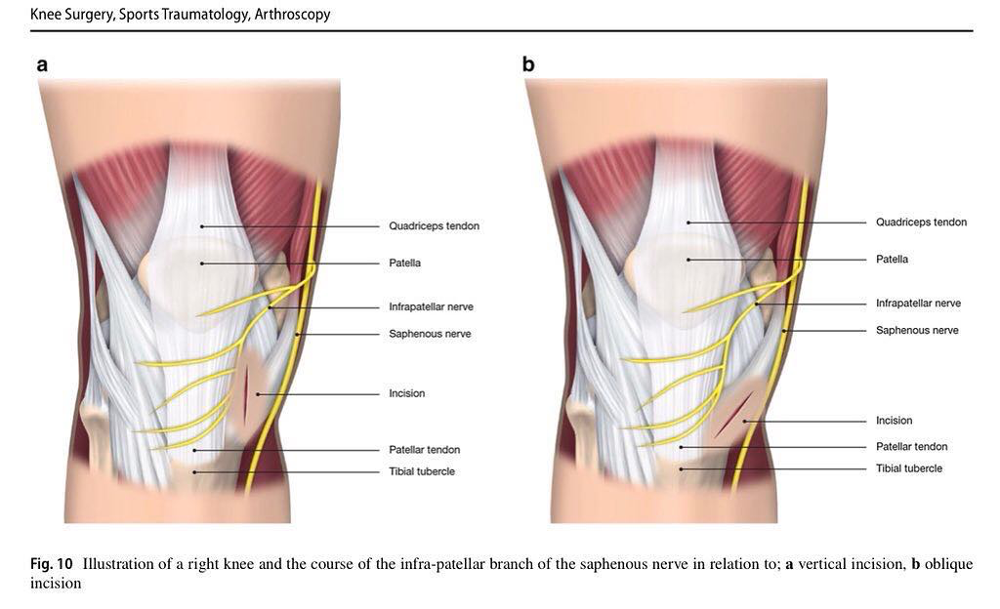 Knee Surgery, Sports Traumatology, Arthroscopy
a
Quadriceps tendon
Patella
Infrapatellar nerve
Saphenous nerve
Incision
Patellar tendon
Tibial tubercle
b
Quadriceps tendon
Patella
Infrapatellar nerve
Saphenous nerve
Incision
Patellar tendon
Tibial tubercle
Fig. 10 Illustration of a right knee and the course of the infra-patellar branch of the saphenous nerve in relation to; a vertical incision, b oblique
incision